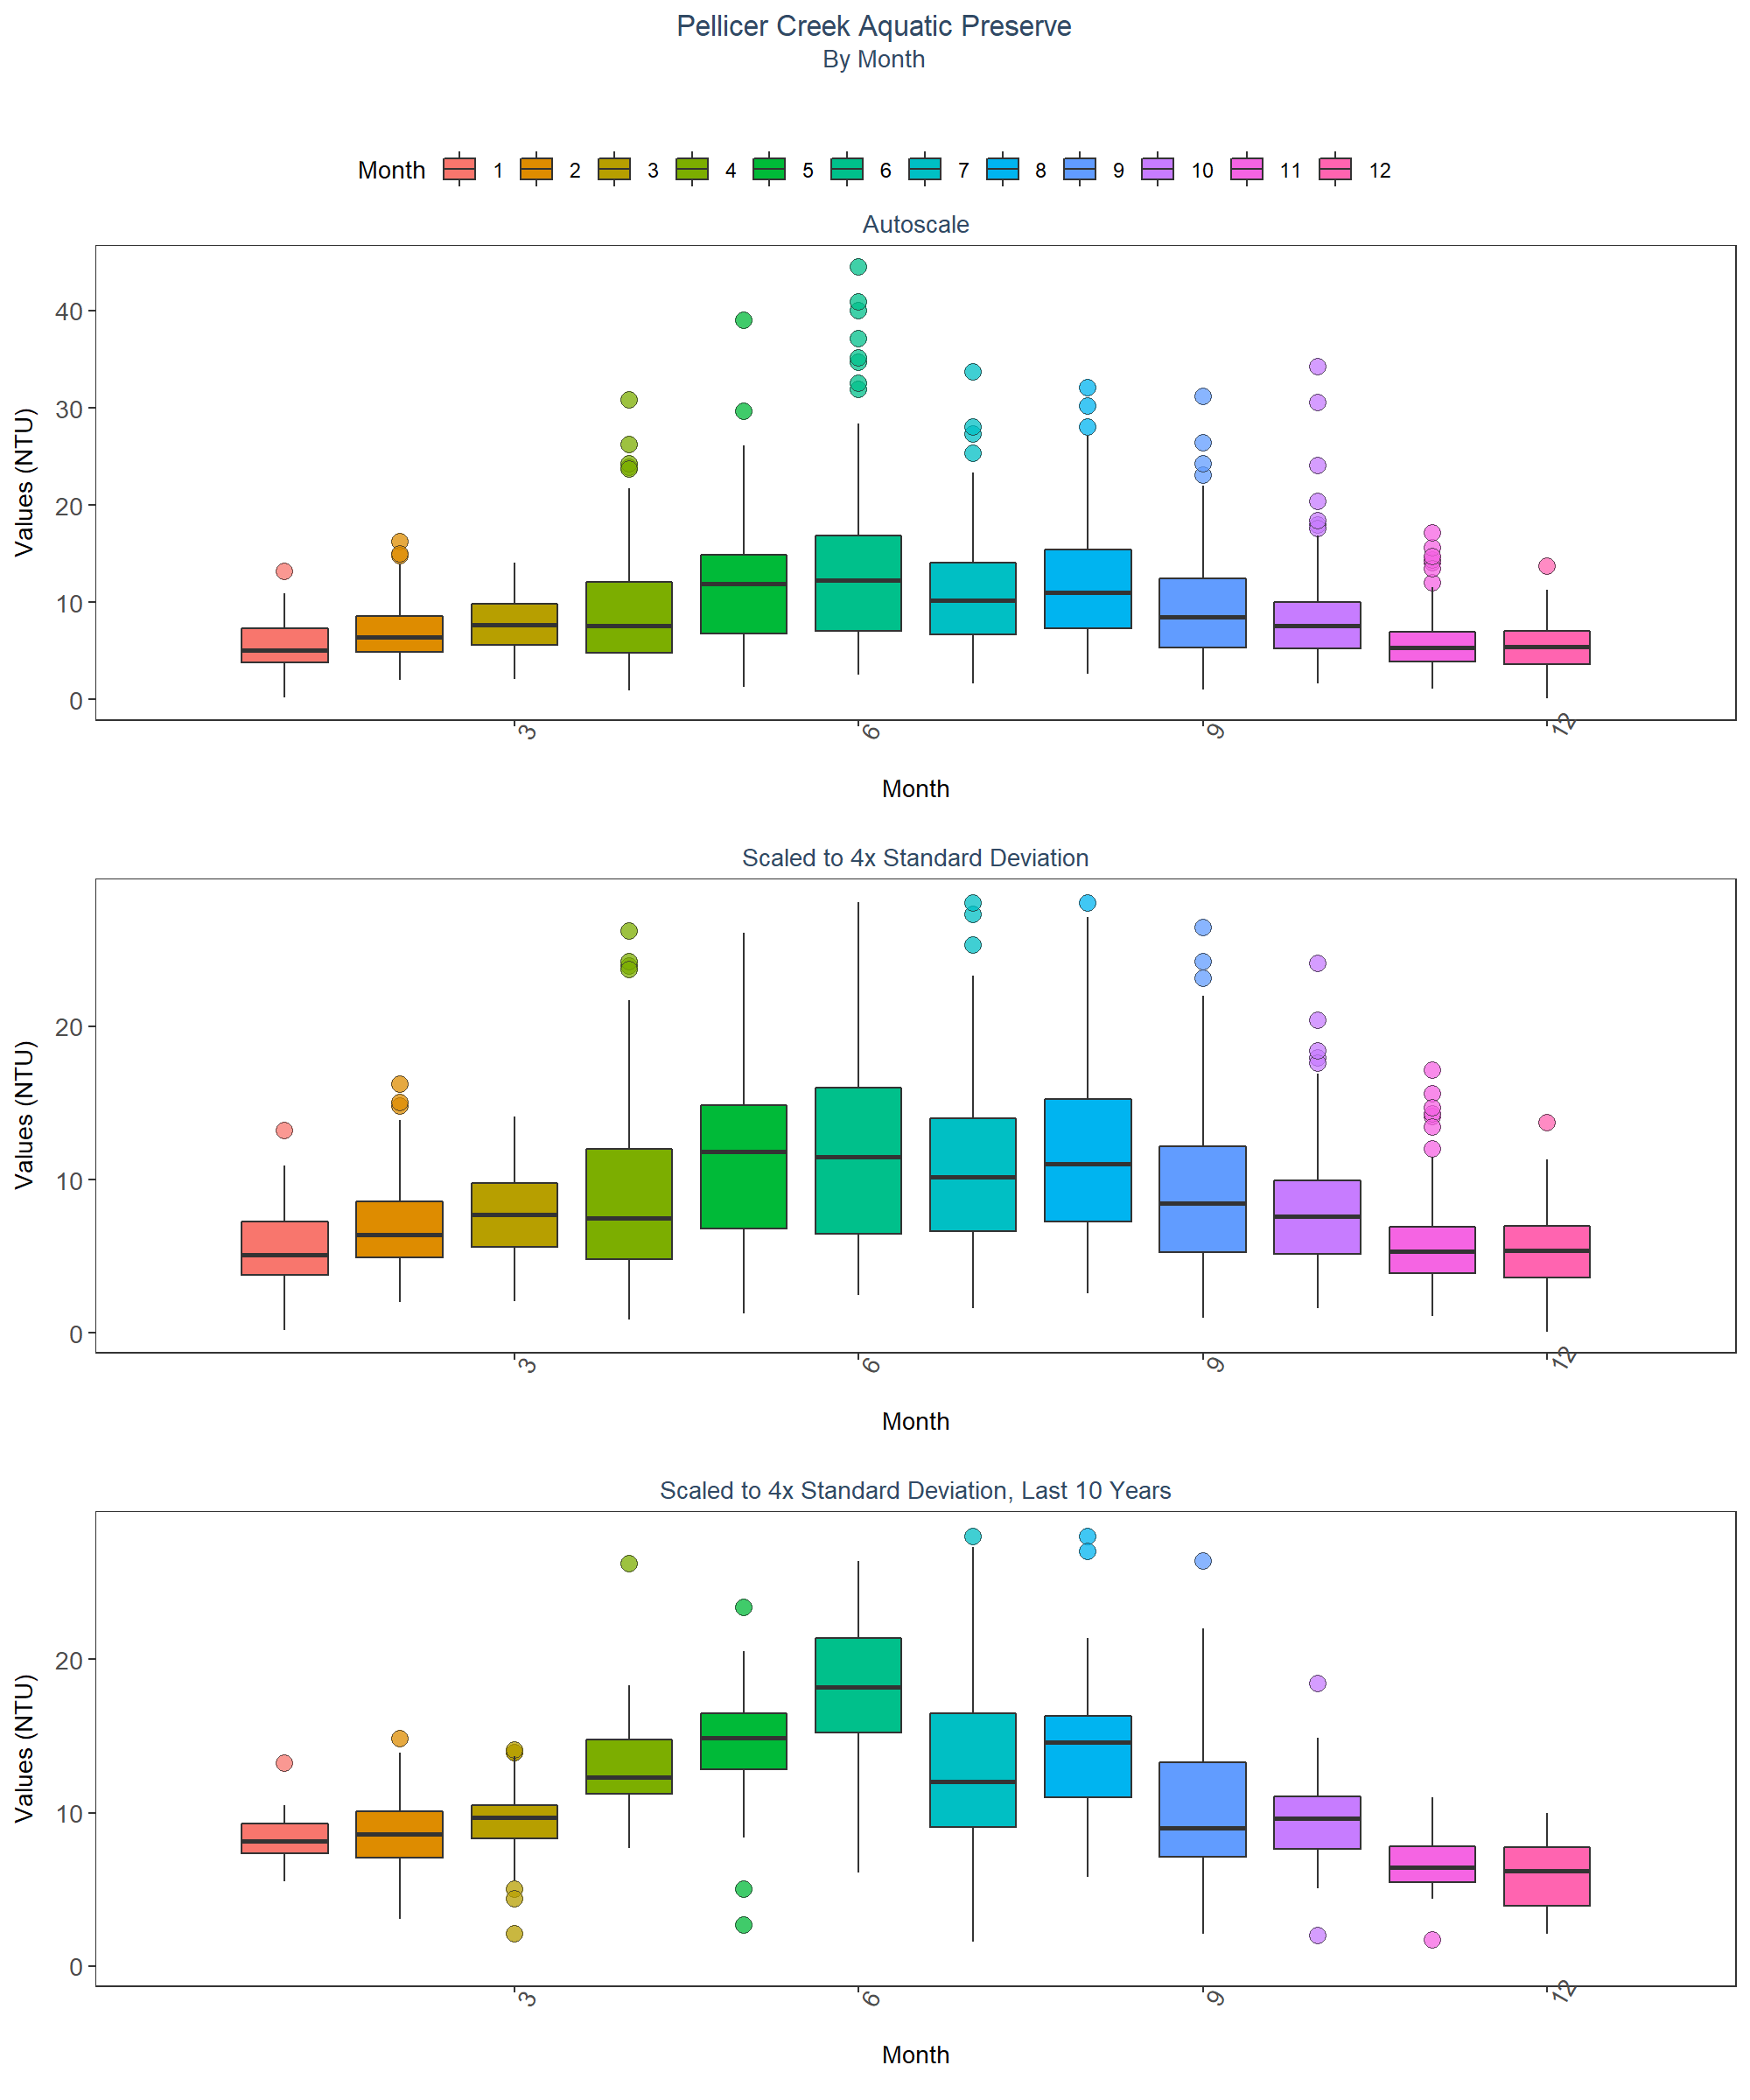 Pellicer Creek Aquatic Preserve
By Month
Month 1 2 3 4 5 6 7 8 9 10 11 12
Autoscale
Values (NTU)
40
30
20
10
0
3 6 9 12
Month
Scaled to 4x Standard Deviation
Values (NTU)
20
10
0
3 6 9 12
Month
Scaled to 4x Standard Deviation, Last 10 Years
Values (NTU)
20
10
0
3 6 9 12
Month